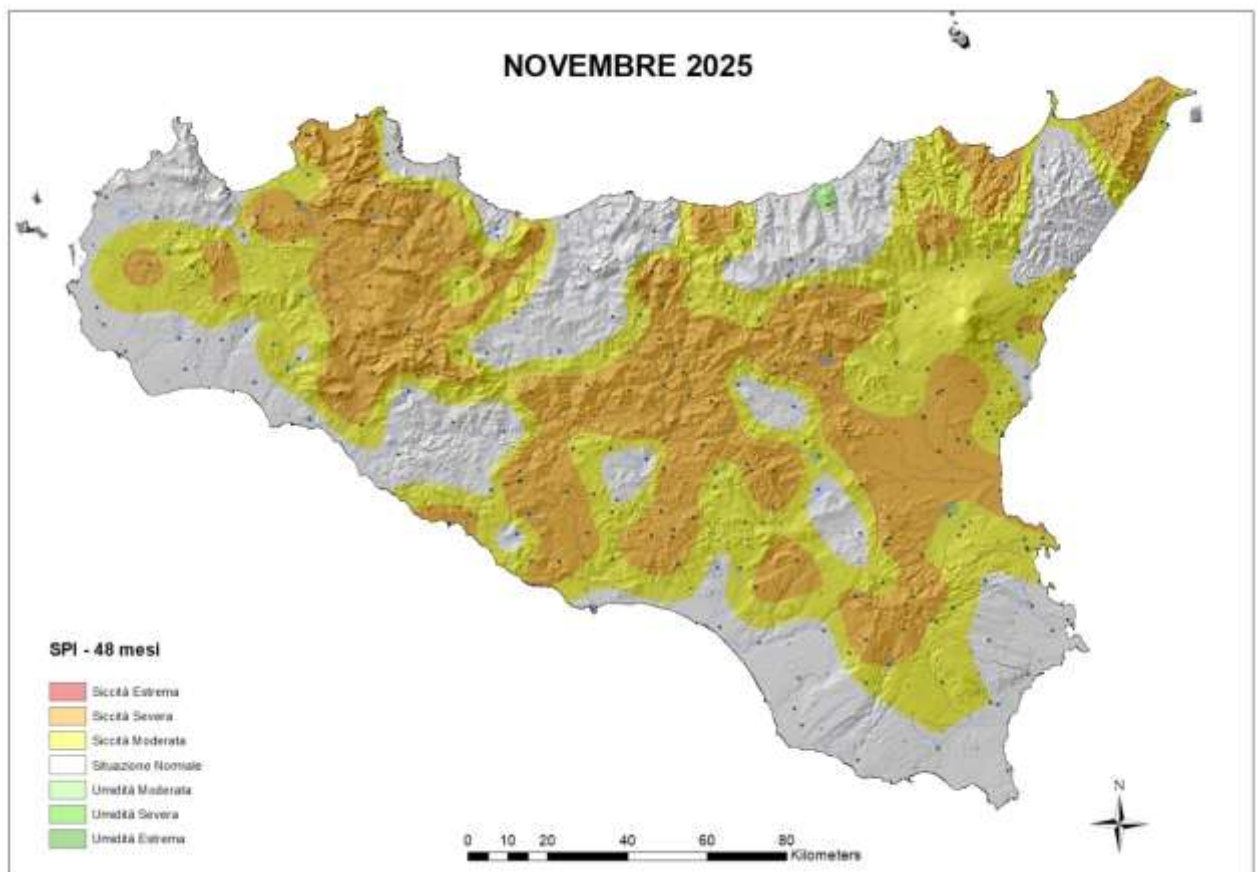 NOVEMBRE 2025
SPI - 48 mesi
Siccità Estrema
Siccità Severa
Siccità Moderata
Situazione Normale
Umidità Moderata
Umidità Severa
Umidità Estrema
0 10 20 40 60 80
Kilometers
N